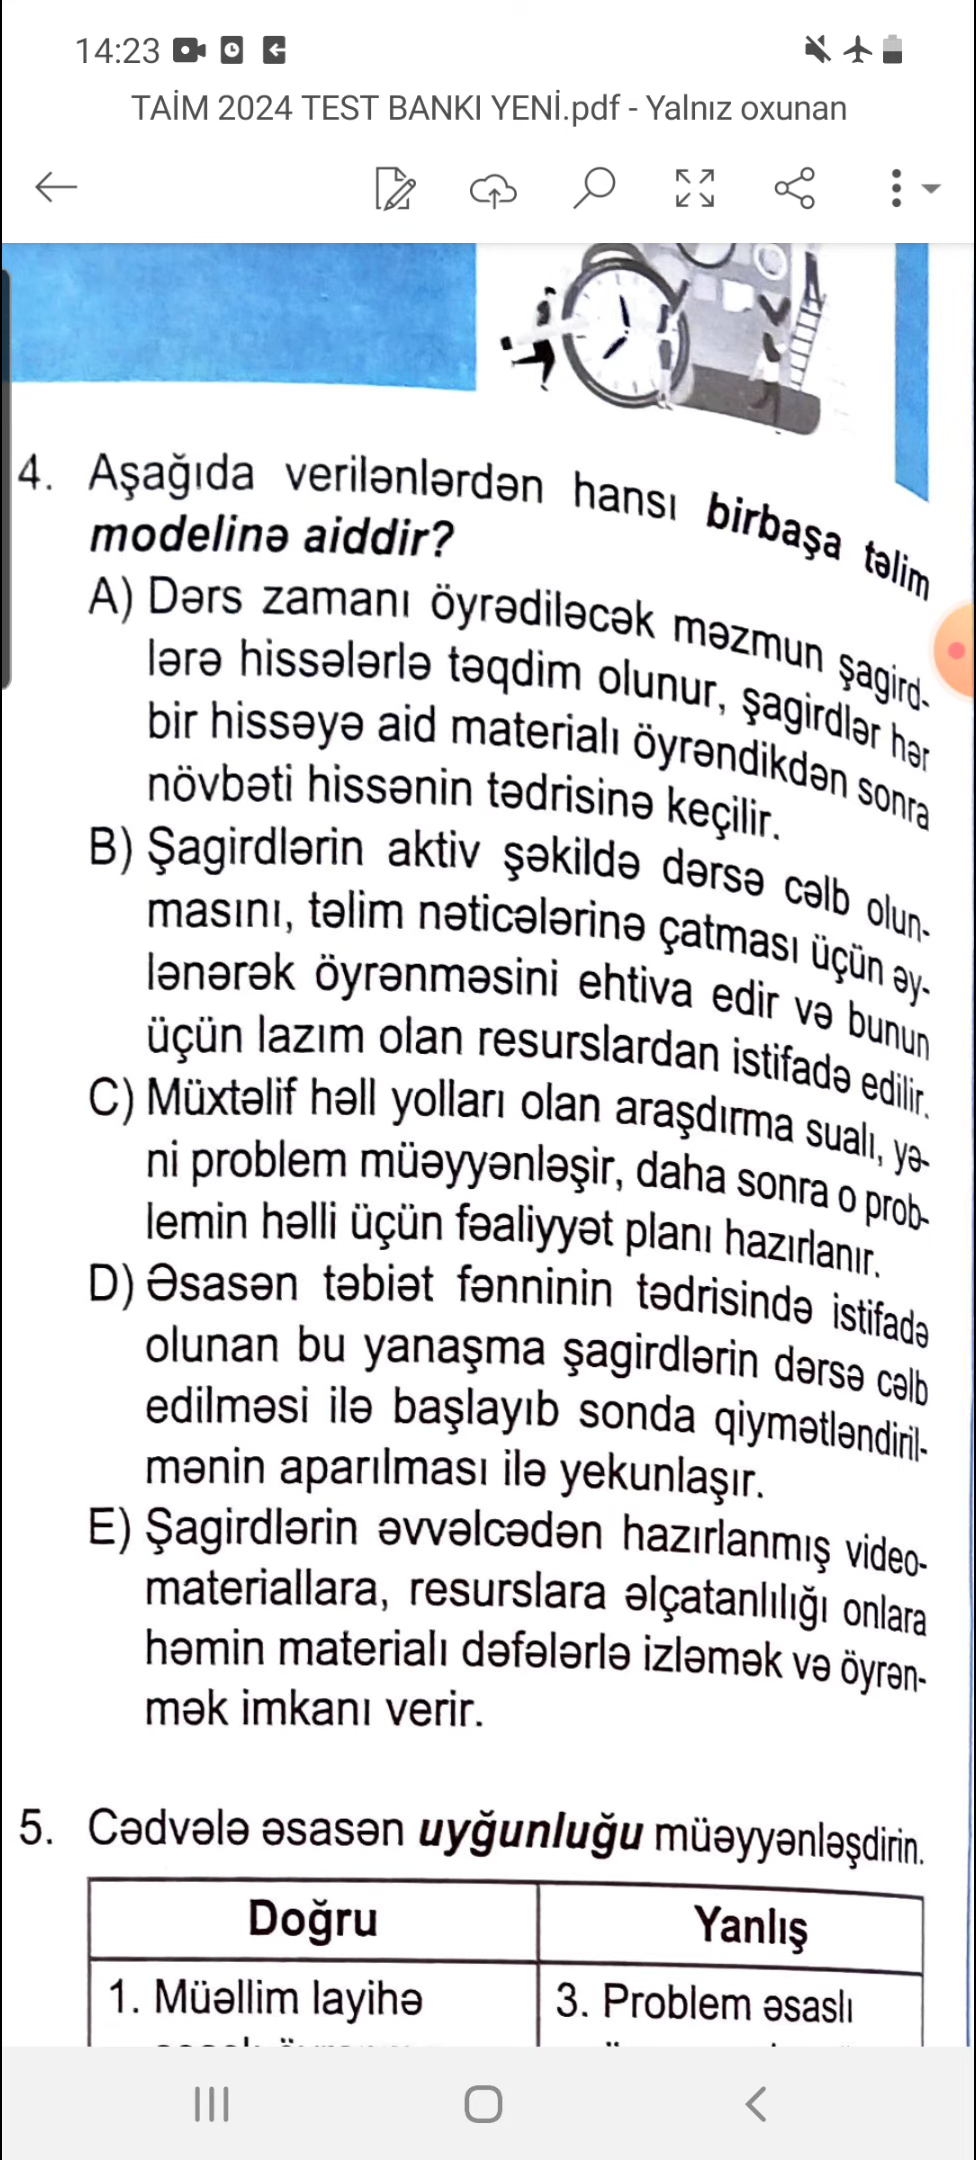 14:23
TAİM 2024 TEST BANKI YENİ.pdf - Yalnız oxunan
4. Aşağıda verilənlərdən hansı birbaşa təlim
modelinə aiddir?
A) Dərs zamanı öyrədiləcək məzmun şagird-
lərə hissələrlə təqdim olunur, şagirdlər hər
bir hissəyə aid materialı öyrəndikdən sonra
növbəti hissənin tədrisinə keçilir.
B) Şagirdlərin aktiv şəkildə dərsə cəlb olun-
masını, təlim nəticələrinə çatması üçün əy-
lənərək öyrənməsini ehtiva edir və bunun
üçün lazım olan resurslardan istifadə edilir.
C) Müxtəlif həll yolları olan araşdırma sualı, yə-
ni problem müəyyənləşir, daha sonra o prob-
lemin həlli üçün fəaliyyət planı hazırlanır.
D) Əsasən təbiət fənninin tədrisində istifadə
olunan bu yanaşma şagirdlərin dərsə cəlb
edilməsi ilə başlayıb sonda qiymətləndiril-
mənin aparılması ilə yekunlaşır.
E) Şagirdlərin əvvəlcədən hazırlanmış video-
materiallara, resurslara əlçatanlılığı onlara
həmin materialı dəfələrlə izləmək və öyrən-
mək imkanı verir.
5. Cədvələ əsasən uyğunluğu müəyyənləşdirin.
Doğru
Yanlış
1. Müəllim layihə
3. Problem əsaslı